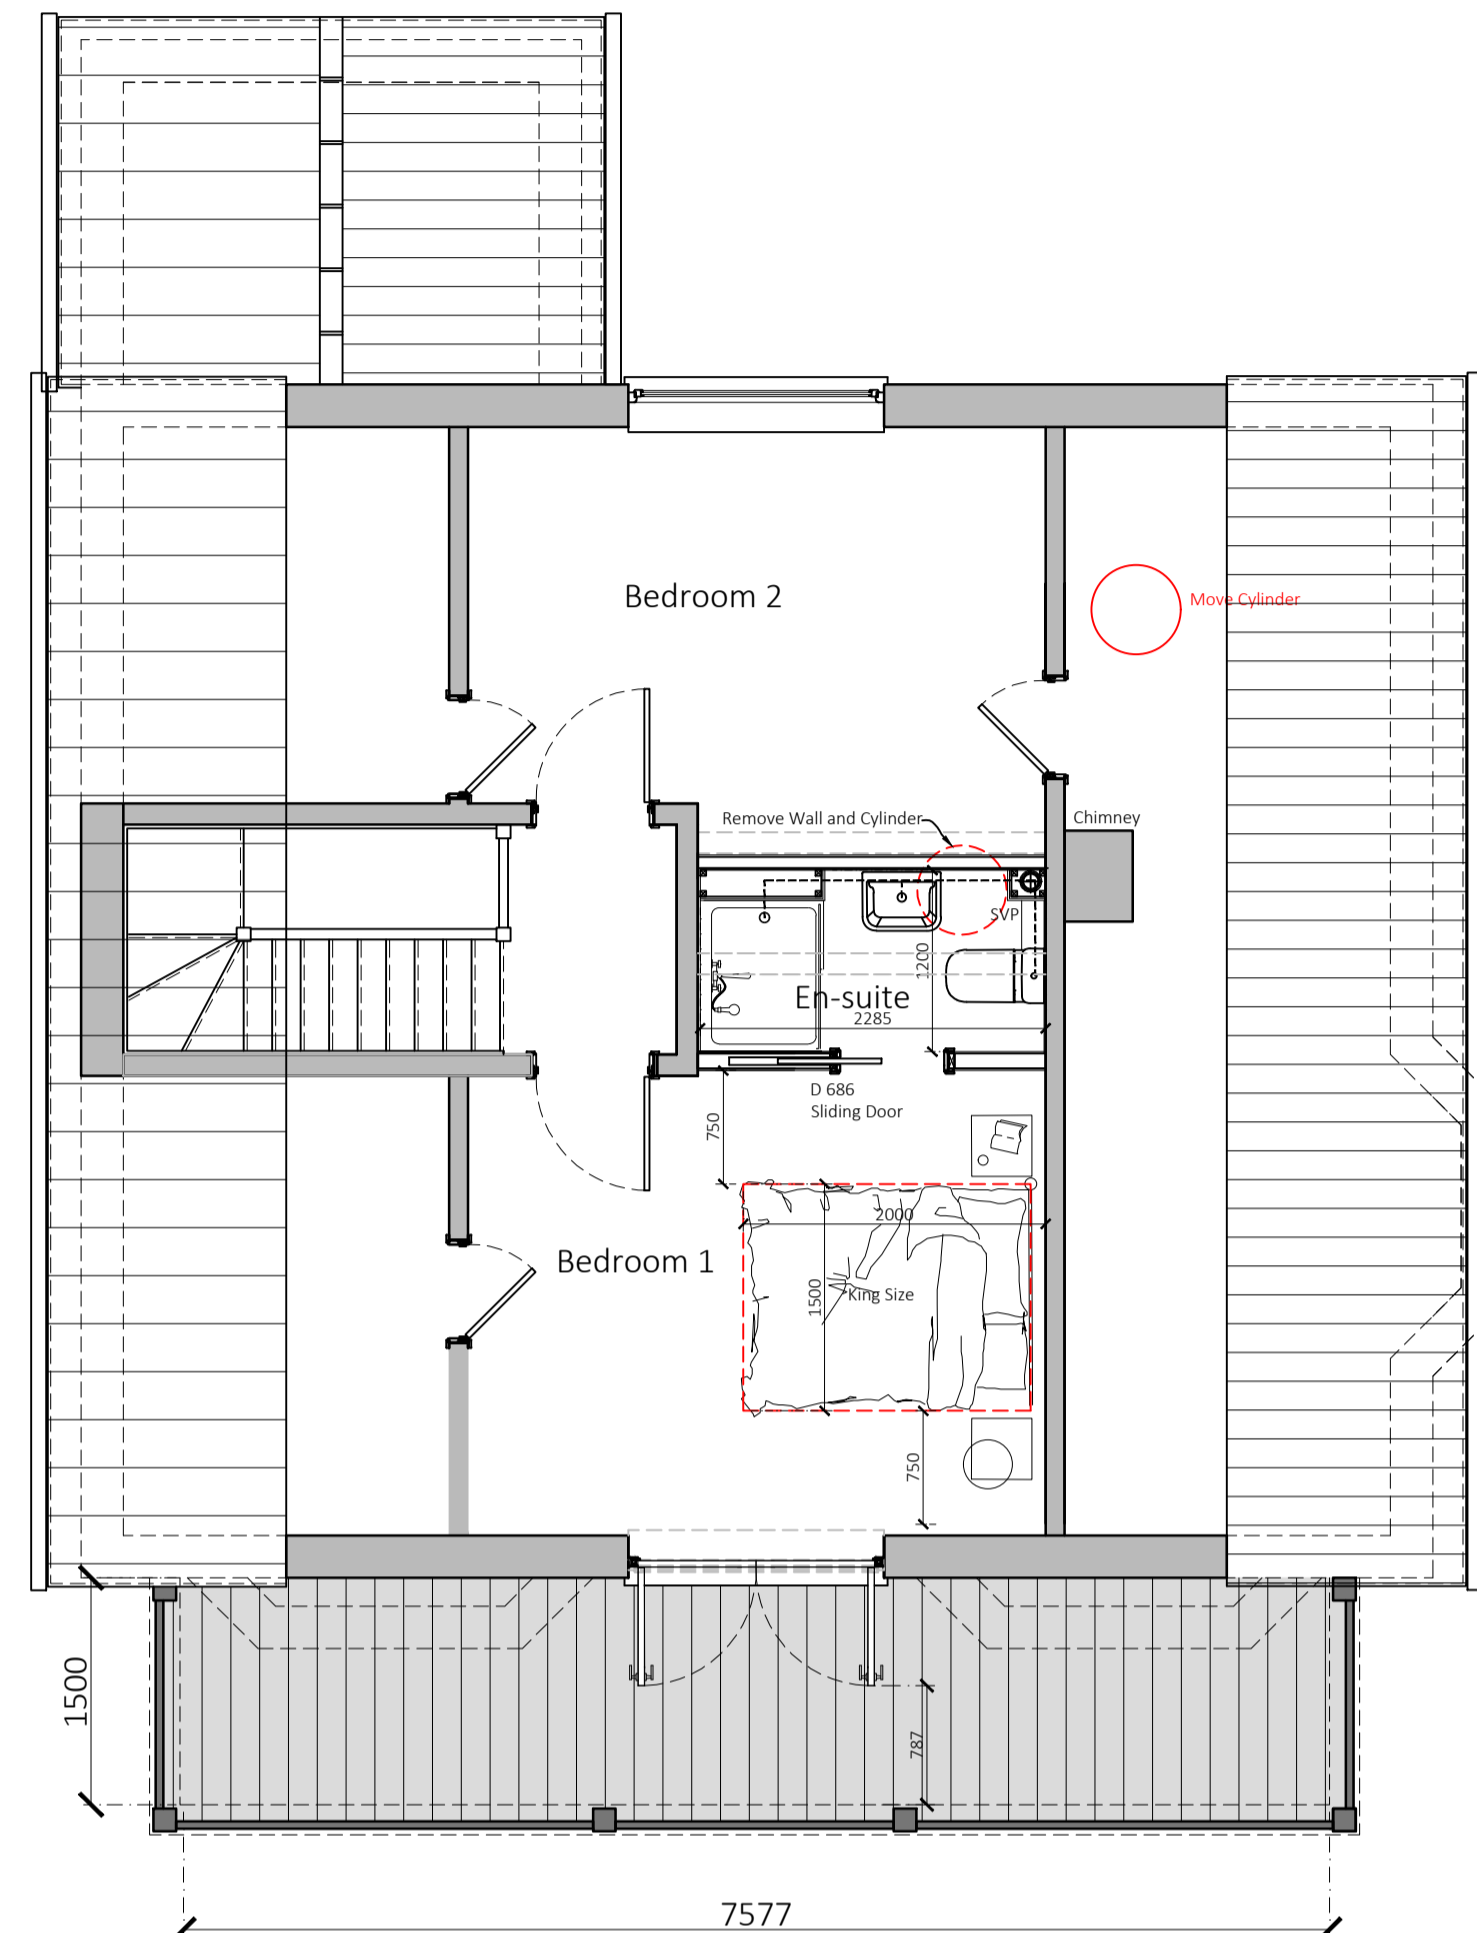 Bedroom 2
Move Cylinder
Remove Wall and Cylinder
Chimney
SVP
1200
En-suite
2285
D 686
Sliding Door
750
2000
Bedroom 1
1500
King Size
750
1500
787
7577